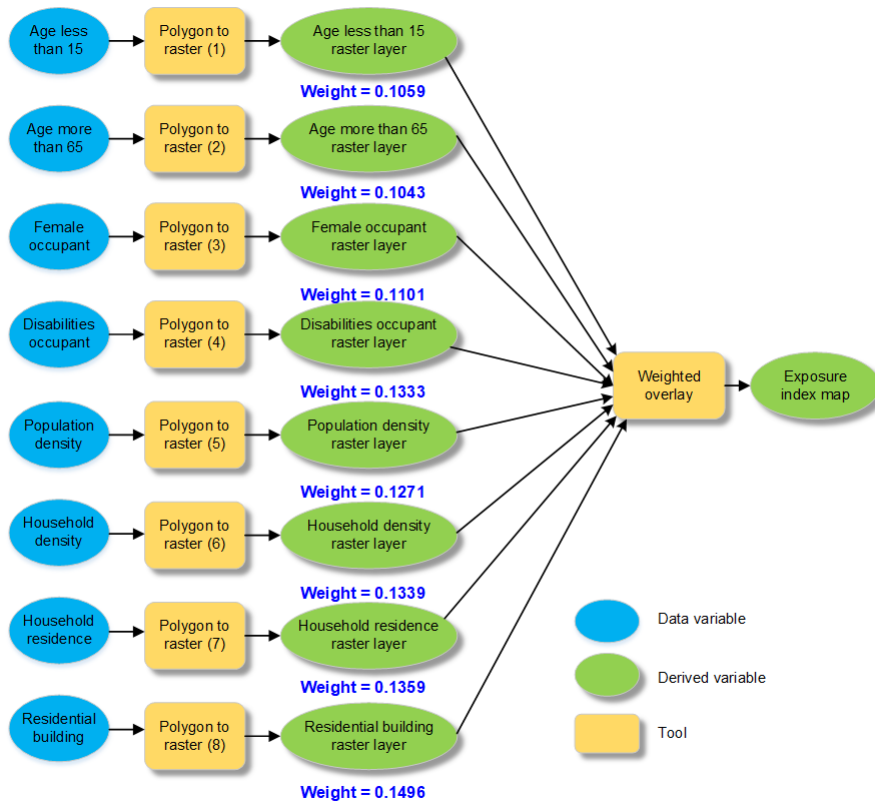 Age less
than 15
Polygon to
raster (1)
Age less than 15
raster layer
Weight = 0.1059
Age more
than 65
Polygon to
raster (2)
Age more than 65
raster layer
Weight = 0.1043
Female
occupant
Polygon to
raster (3)
Female occupant
raster layer
Weight = 0.1101
Disabilities
occupant
Polygon to
raster (4)
Disabilities occupant
raster layer
Weight = 0.1333
Population
density
Polygon to
raster (5)
Population density
raster layer
Weight = 0.1271
Household
density
Polygon to
raster (6)
Household density
raster layer
Weight = 0.1339
Household
residence
Polygon to
raster (7)
Household residence
raster layer
Weight = 0.1359
Residential
building
Polygon to
raster (8)
Residential building
raster layer
Weight = 0.1496
Weighted
overlay
Exposure
index map
Data variable
Derived variable
Tool